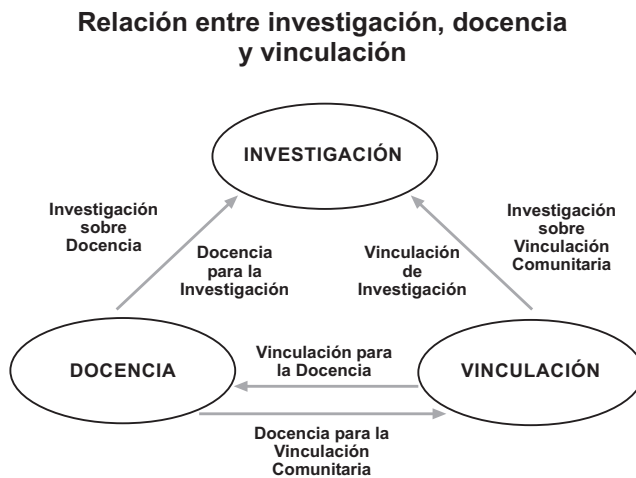 Relación entre investigación, docencia
y vinculación
INVESTIGACIÓN
Investigación
sobre
Docencia
Docencia
para la
Investigación
Vinculación
de
Investigación
Investigación
sobre
Vinculación
Comunitaria
DOCENCIA
Vinculación para
la Docencia
VINCULACIÓN
Docencia para la
Vinculación
Comunitaria